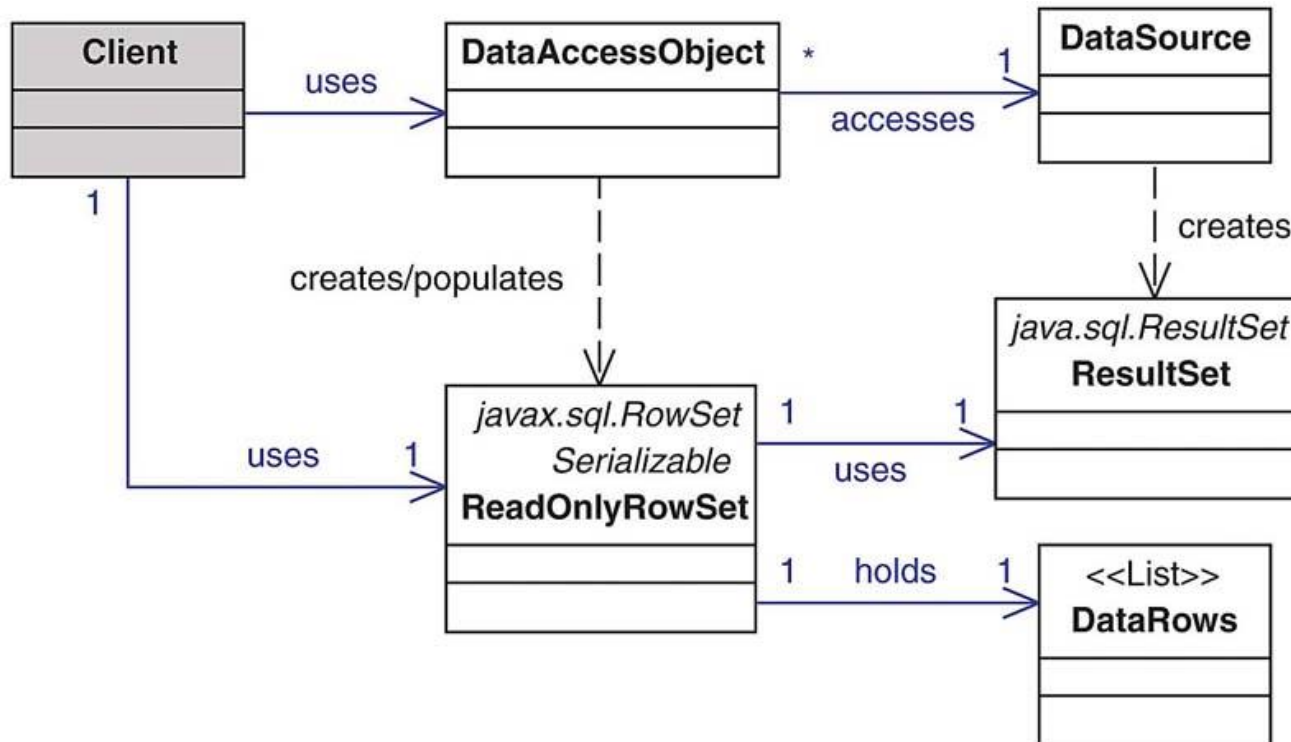 Client
uses
DataAccessObject
*
1
accesses
DataSource
1
creates/populates
creates
java.sql.ResultSet
ResultSet
uses
1
javax.sql.RowSet
Serializable
ReadOnlyRowSet
1
1
uses
1
holds
1
<<List>>
DataRows